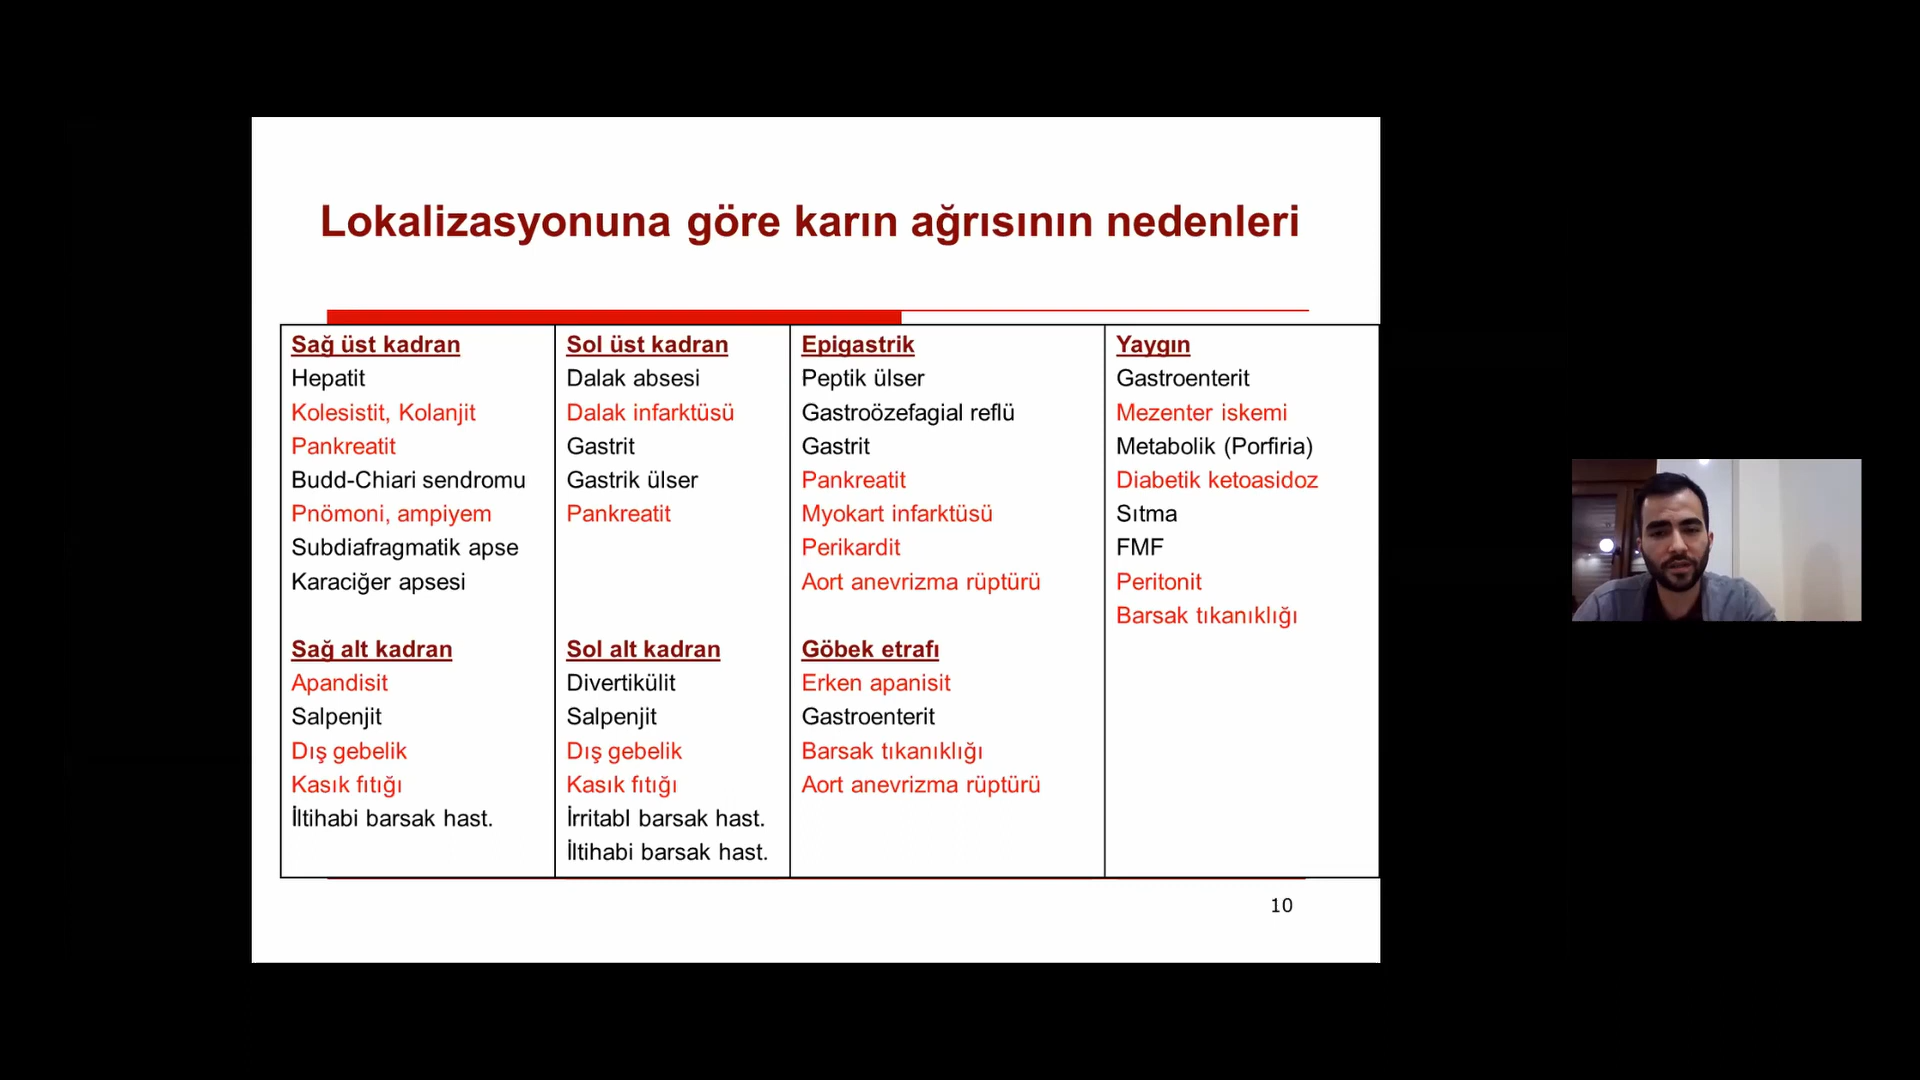 Lokalizasyonuna göre karın ağrısının nedenleri
Sağ üst kadran
Hepatit
Kolesistit, Kolanjit
Pankreatit
Budd-Chiari sendromu
Pnömoni, ampiyem
Subdiafragmatik apse
Karaciğer apsesi
Sağ alt kadran
Apandisit
Salpenjit
Dış gebelik
Kasık fıtığı
İltihabi barsak hast.
Sol üst kadran
Dalak absesi
Dalak infarktüsü
Gastrit
Gastrik ülser
Pankreatit
Sol alt kadran
Divertikülit
Salpenjit
Dış gebelik
Kasık fıtığı
İrritabl barsak hast.
İltihabi barsak hast.
Epigastrik
Peptik ülser
Gastroözefagial reflü
Gastrit
Pankreatit
Myokart infarktüsü
Perikardit
Aort anevrizma rüptürü
Göbek etrafı
Erken apanisit
Gastroenterit
Barsak tıkanıklığı
Aort anevrizma rüptürü
Yaygın
Gastroenterit
Mezenter iskemi
Metabolik (Porfiria)
Diabetik ketoasidoz
Sıtma
FMF
Peritonit
Barsak tıkanıklığı
10